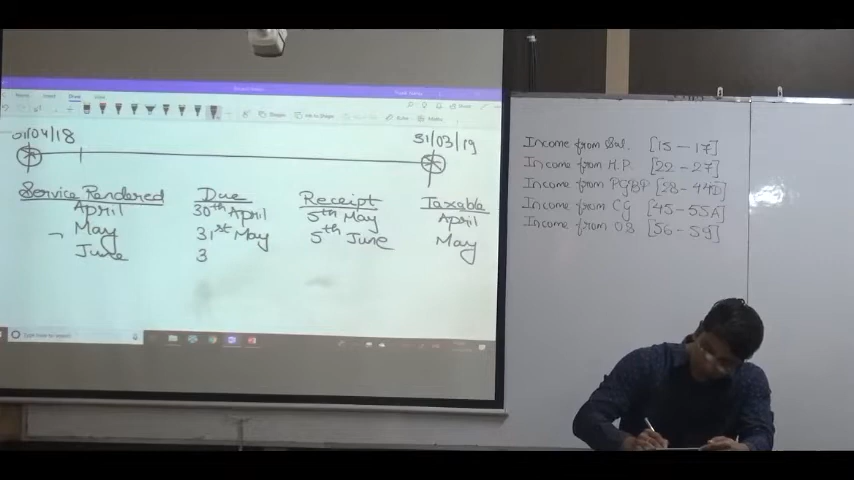 01/04/18 31/03/19
Service Rendered Due Receipt Taxable
April 30th April 5th May April
May 31st May 5th June May
June 3
Income from Sal. [15 - 17]
Income from H.P. [22 - 27]
Income from PGBP [28 - 44D]
Income from CG [45 - 55A]
Income from OS [56 - 59]